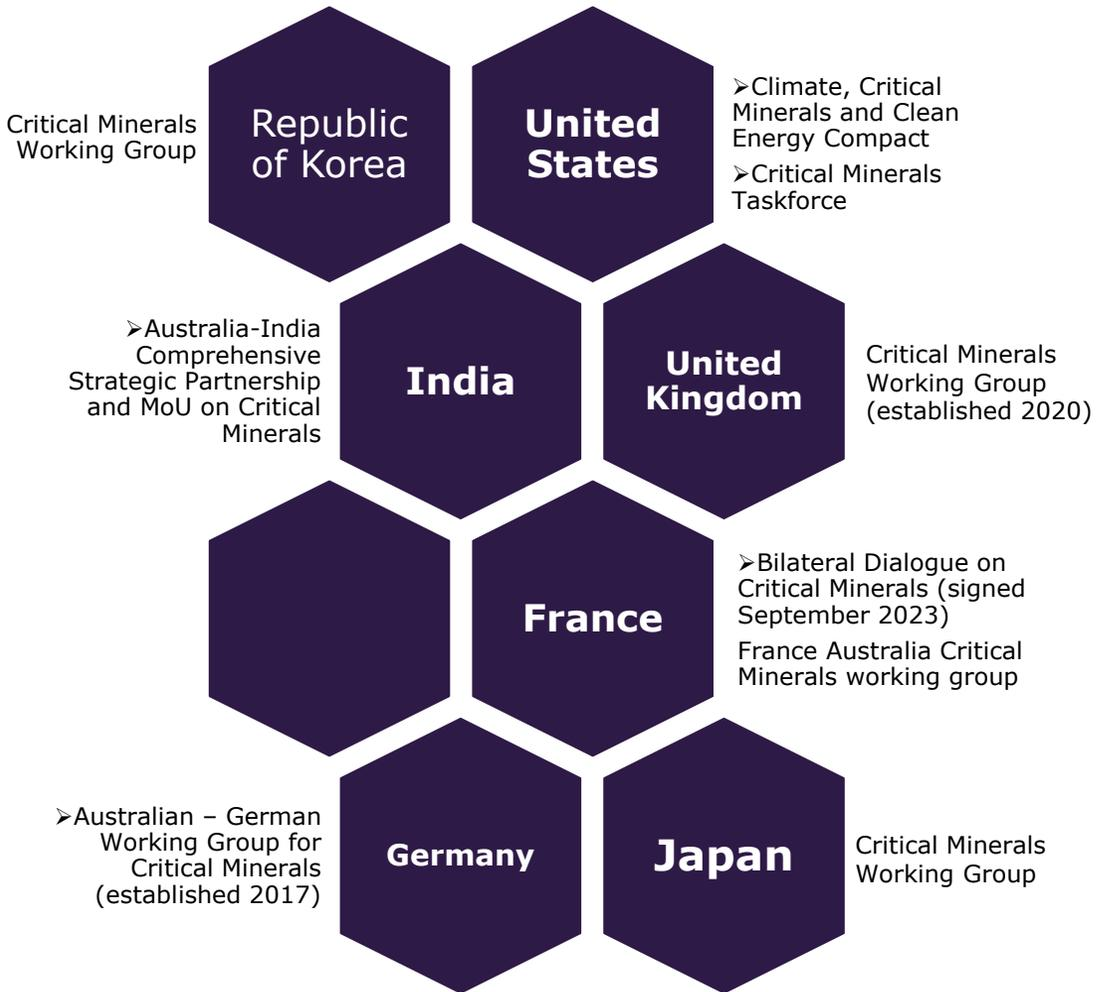 Critical Minerals
Working Group
Republic
of Korea
United
States
➢Climate, Critical
Minerals and Clean
Energy Compact
➢Critical Minerals
Taskforce
➢Australia-India
Comprehensive
Strategic Partnership
and MoU on Critical
Minerals
India
United
Kingdom
Critical Minerals
Working Group
(established 2020)
France
➢Bilateral Dialogue on
Critical Minerals (signed
September 2023)
France Australia Critical
Minerals working group
➢Australian – German
Working Group for
Critical Minerals
(established 2017)
Germany
Japan
Critical Minerals
Working Group